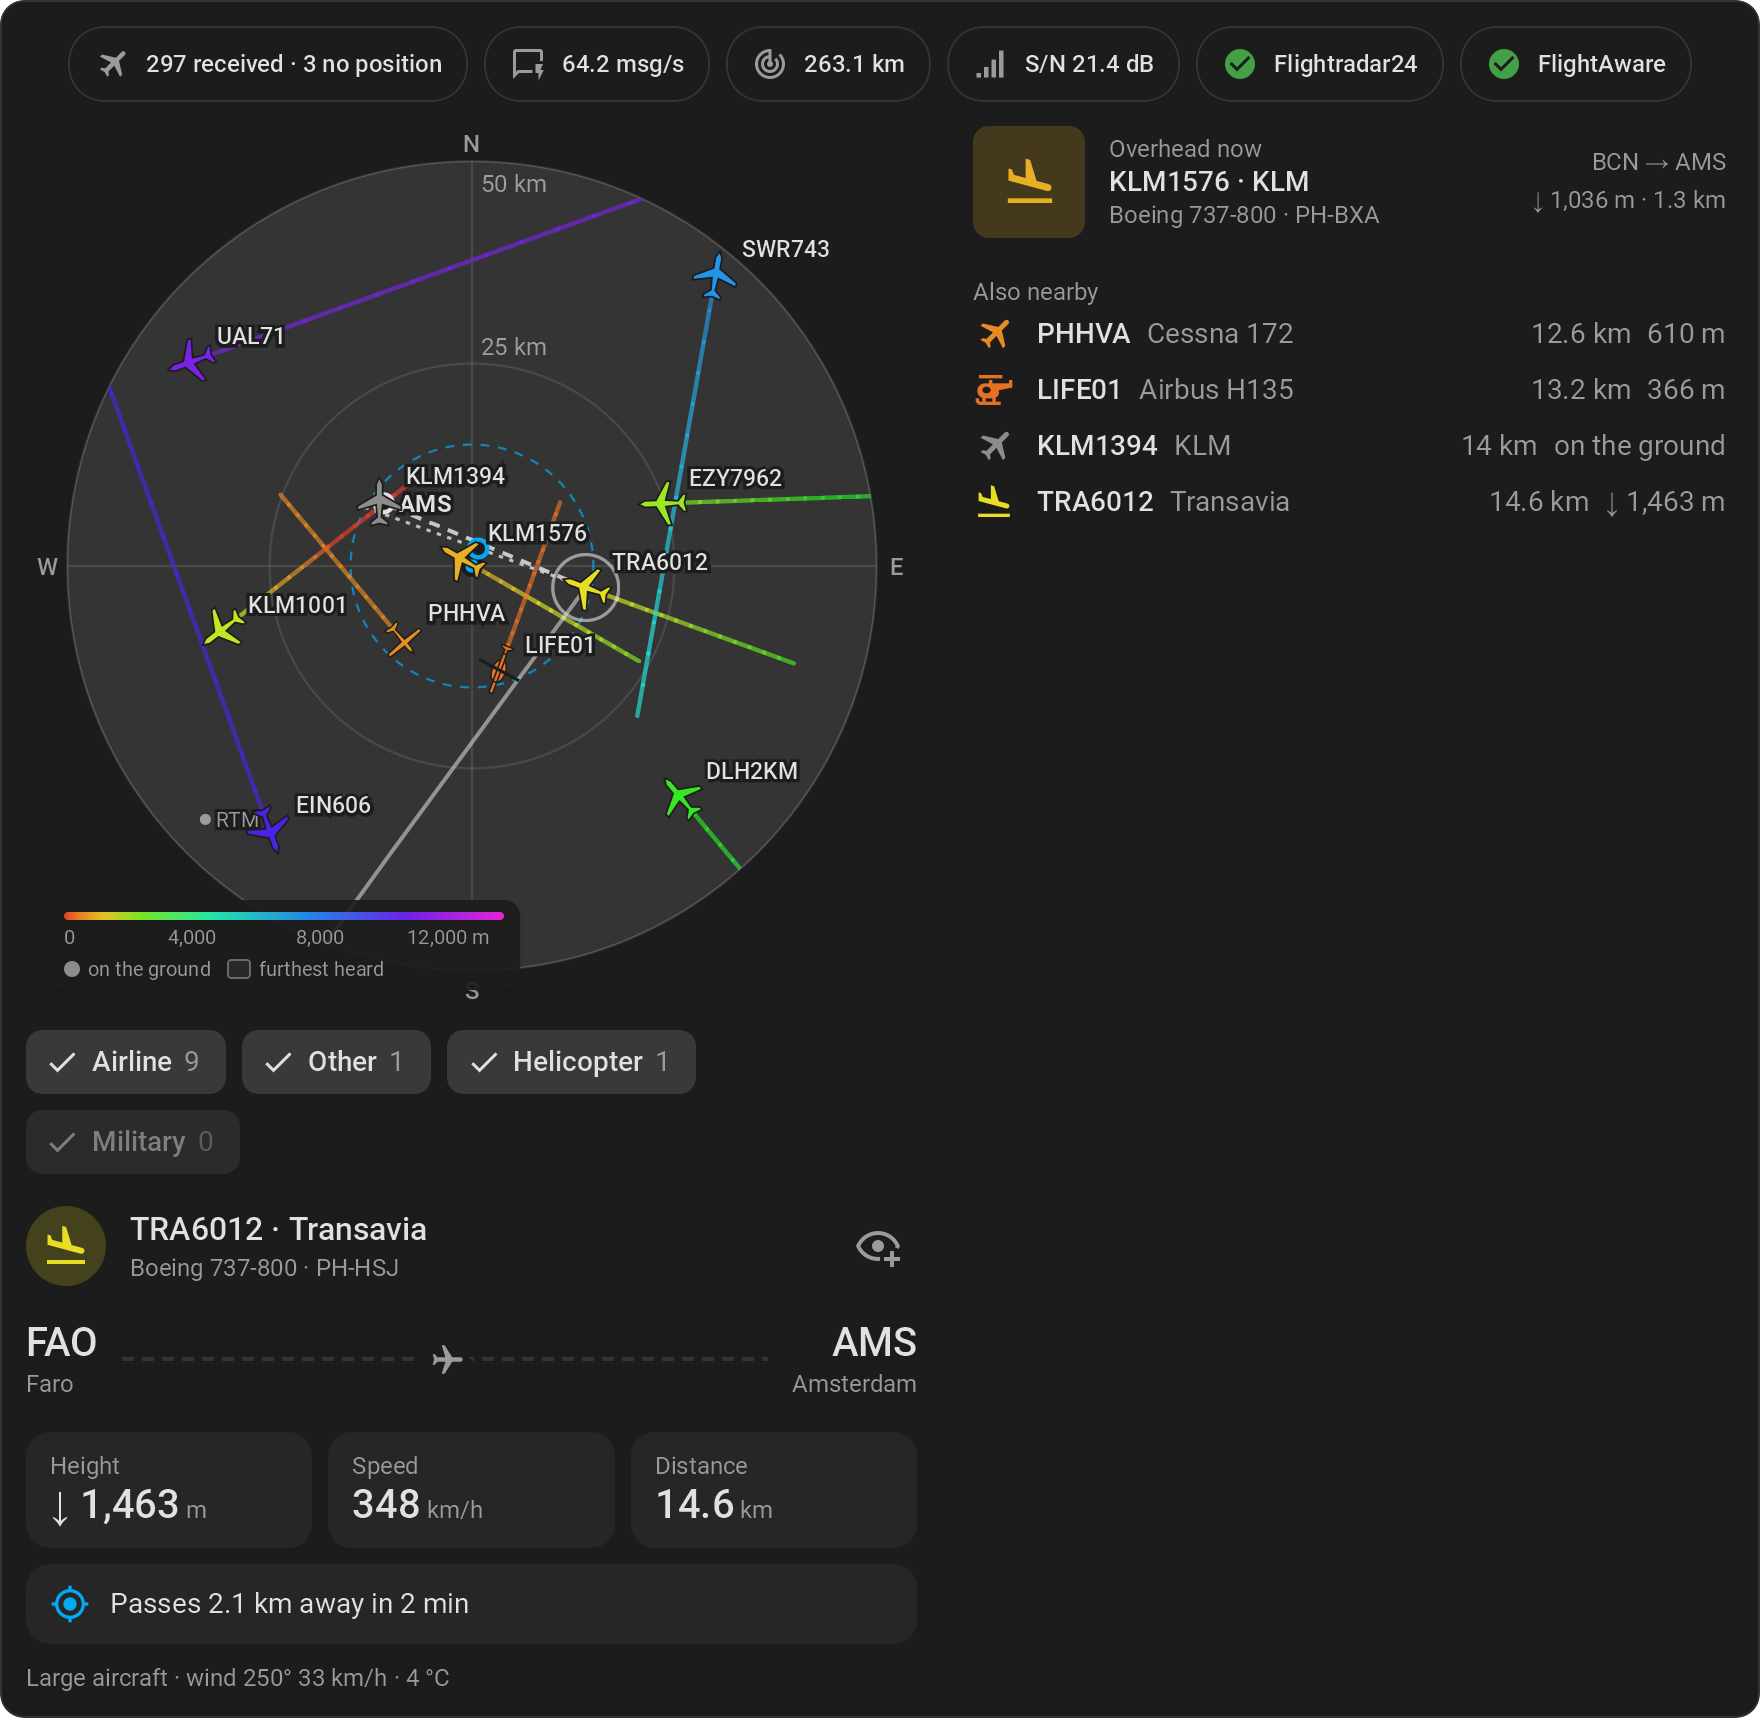 297 received · 3 no position
64.2 msg/s
263.1 km
S/N 21.4 dB
Flightradar24
FlightAware
N
50 km
25 km
W
E
S
SWR743
UAL71
KLM1394
AMS
EZY7962
KLM1576
TRA6012
KLM1001
PHHVA
LIFE01
DLH2KM
EIN606
RTM
0 4,000 8,000 12,000 m
on the ground furthest heard
Overhead now
KLM1576 · KLM
Boeing 737-800 · PH-BXA
BCN → AMS
↓ 1,036 m · 1.3 km
Also nearby
PHHVA Cessna 172 12.6 km 610 m
LIFE01 Airbus H135 13.2 km 366 m
KLM1394 KLM 14 km on the ground
TRA6012 Transavia 14.6 km ↓ 1,463 m
Airline 9
Other 1
Helicopter 1
Military 0
TRA6012 · Transavia
Boeing 737-800 · PH-HSJ
FAO AMS
Faro Amsterdam
Height
↓ 1,463 m
Speed
348 km/h
Distance
14.6 km
Passes 2.1 km away in 2 min
Large aircraft · wind 250° 33 km/h · 4 °C